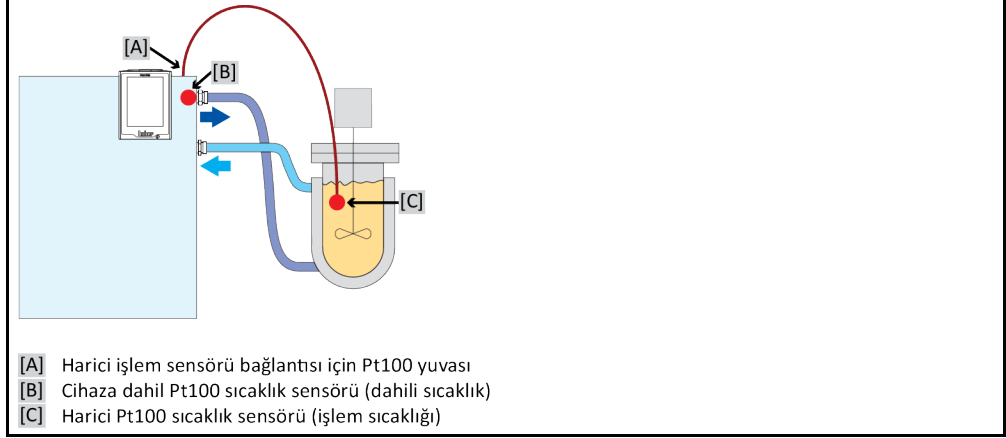 [A]
[B]
huber
[C]
[A] Harici işlem sensörü bağlantısı için Pt100 yuvası
[B] Cihaza dahil Pt100 sıcaklık sensörü (dahili sıcaklık)
[C] Harici Pt100 sıcaklık sensörü (işlem sıcaklığı)